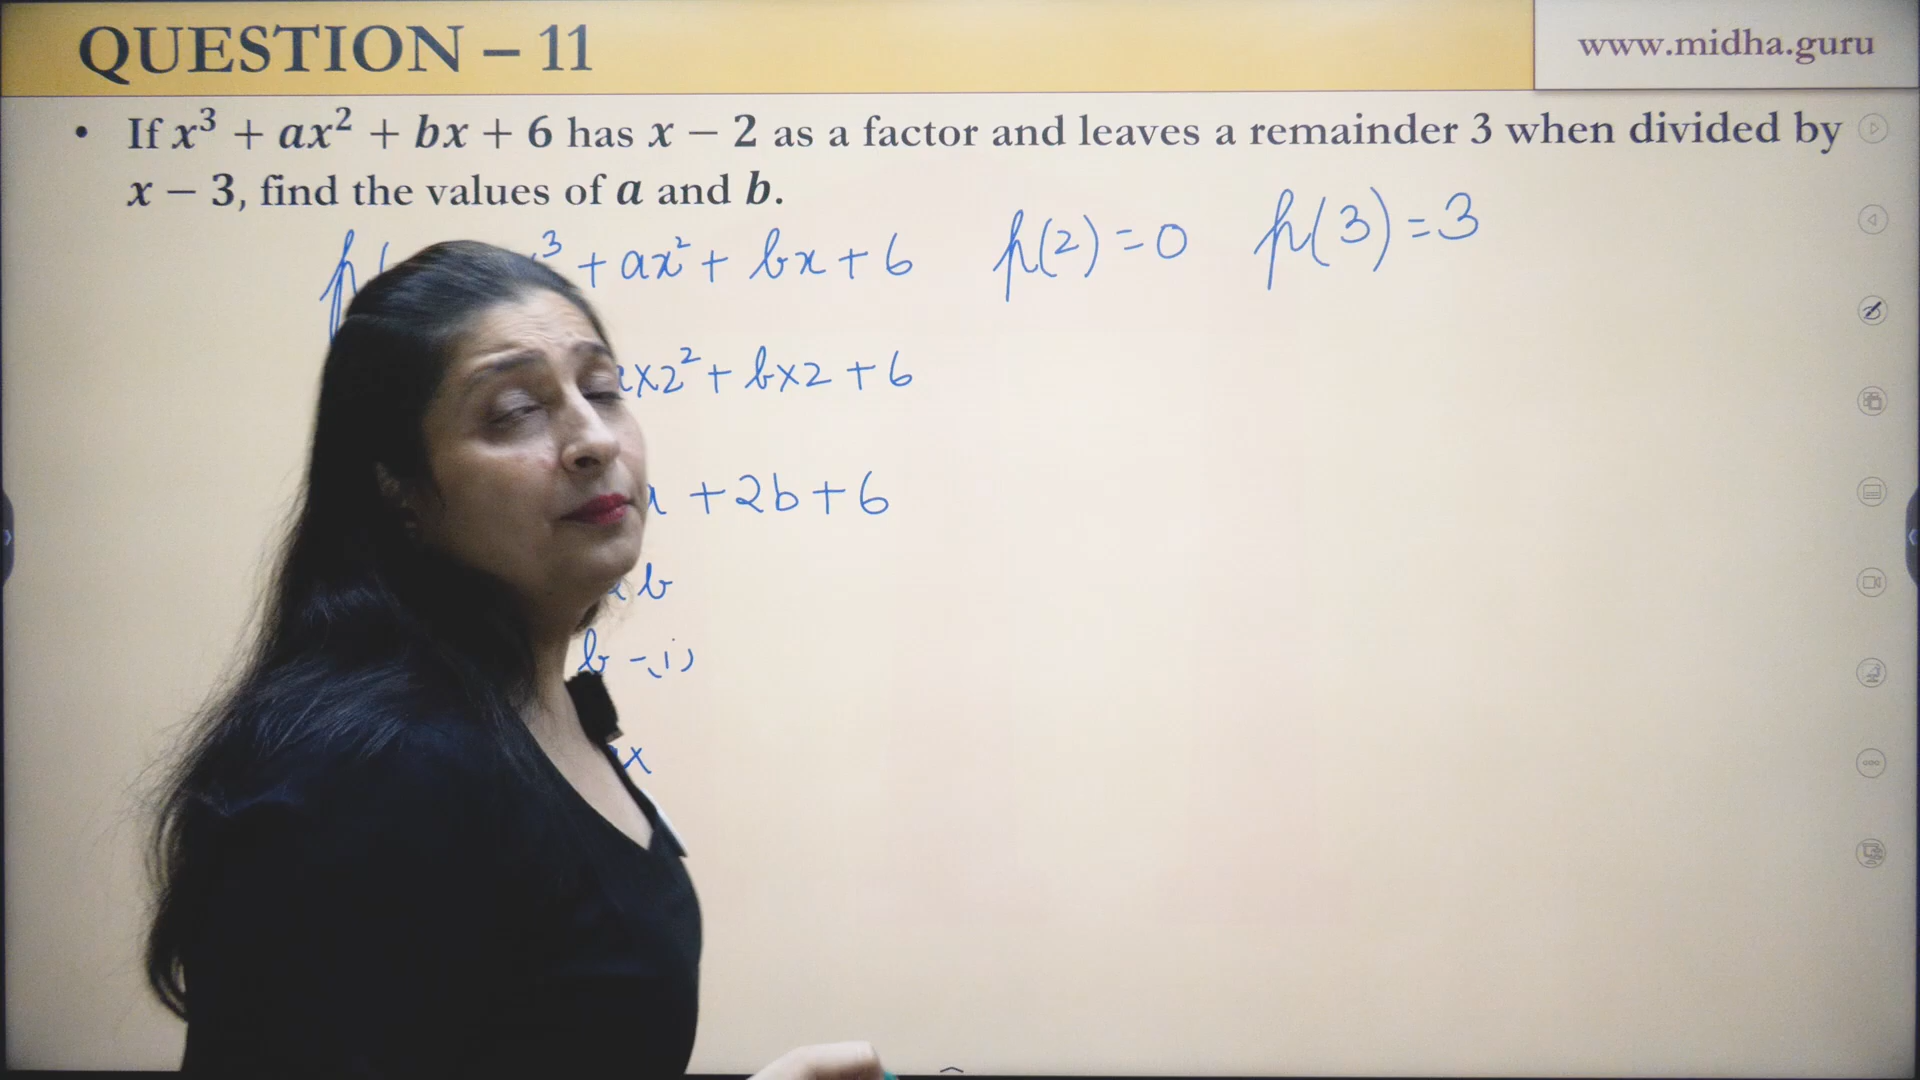 QUESTION – 11
www.midha.guru
• If x³ + ax² + bx + 6 has x − 2 as a factor and leaves a remainder 3 when divided by
x − 3, find the values of a and b.
³ + ax² + bx + 6 p(2) = 0 p(3) = 3
x2² + bx2 + 6
+ 2b + 6
b
b - (i)
x